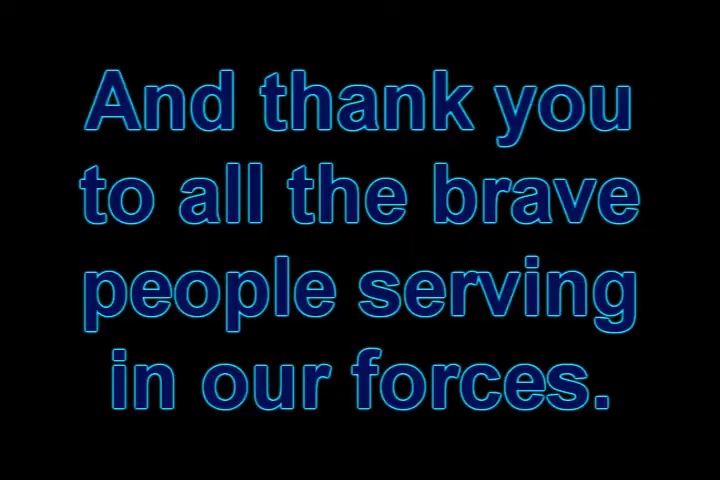 And thank you
to all the brave
people serving
in our forces.